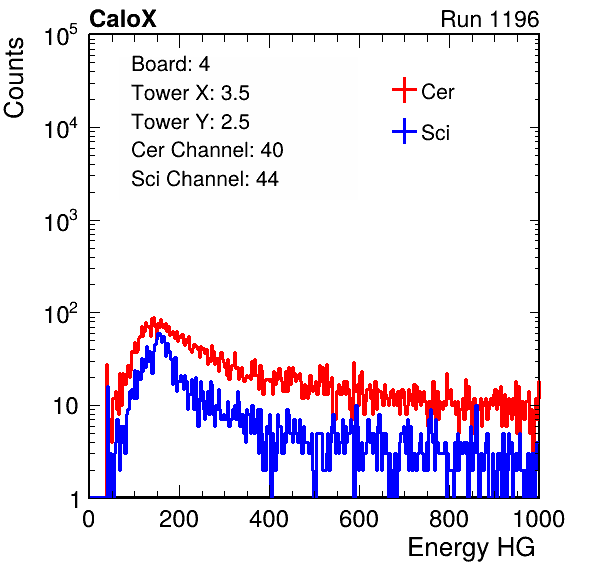 CaloX Run 1196
Counts
10^5
10^4
10^3
10^2
10
1
Board: 4
Tower X: 3.5
Tower Y: 2.5
Cer Channel: 40
Sci Channel: 44
Cer
Sci
0 200 400 600 800 1000
Energy HG